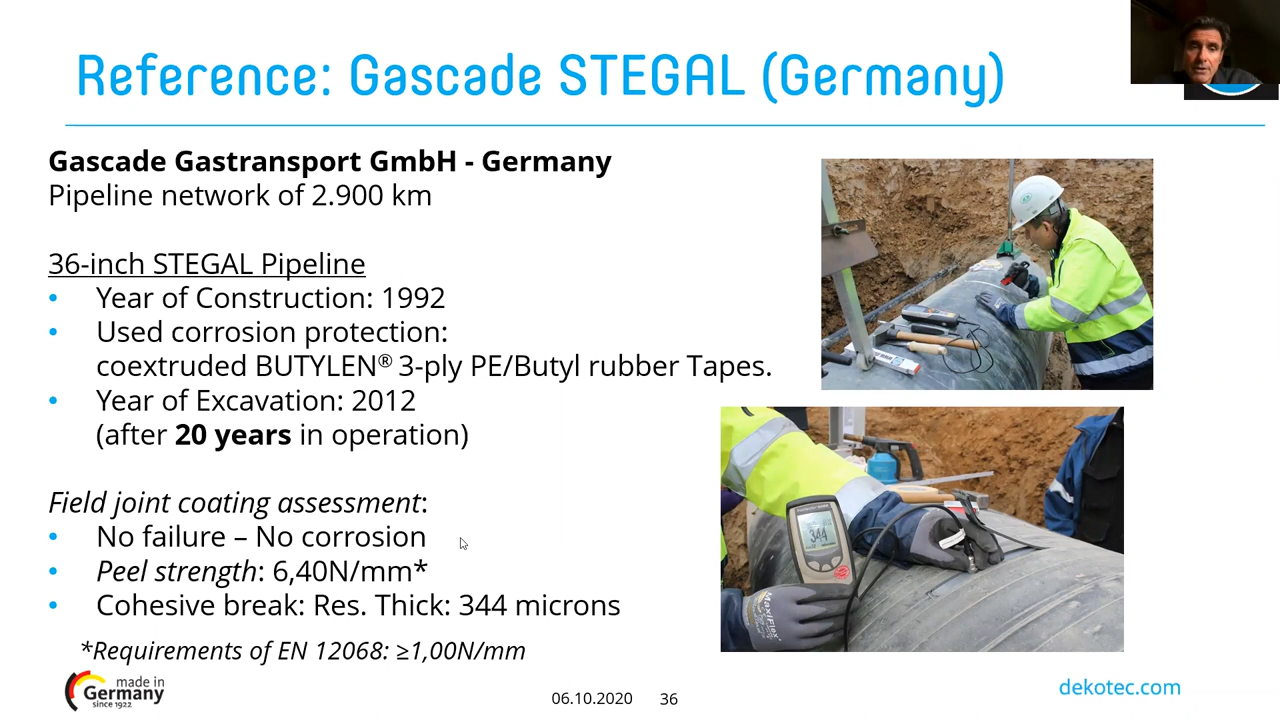 Reference: Gascade STEGAL (Germany)
Gascade Gastransport GmbH - Germany
Pipeline network of 2.900 km
36-inch STEGAL Pipeline
• Year of Construction: 1992
• Used corrosion protection:
coextruded BUTYLEN® 3-ply PE/Butyl rubber Tapes.
• Year of Excavation: 2012
(after 20 years in operation)
Field joint coating assessment:
• No failure – No corrosion
• Peel strength: 6,40N/mm*
• Cohesive break: Res. Thick: 344 microns
*Requirements of EN 12068: ≥1,00N/mm
made in
Germany
since 1922
06.10.2020 36
dekotec.com
344
MaxiFlex